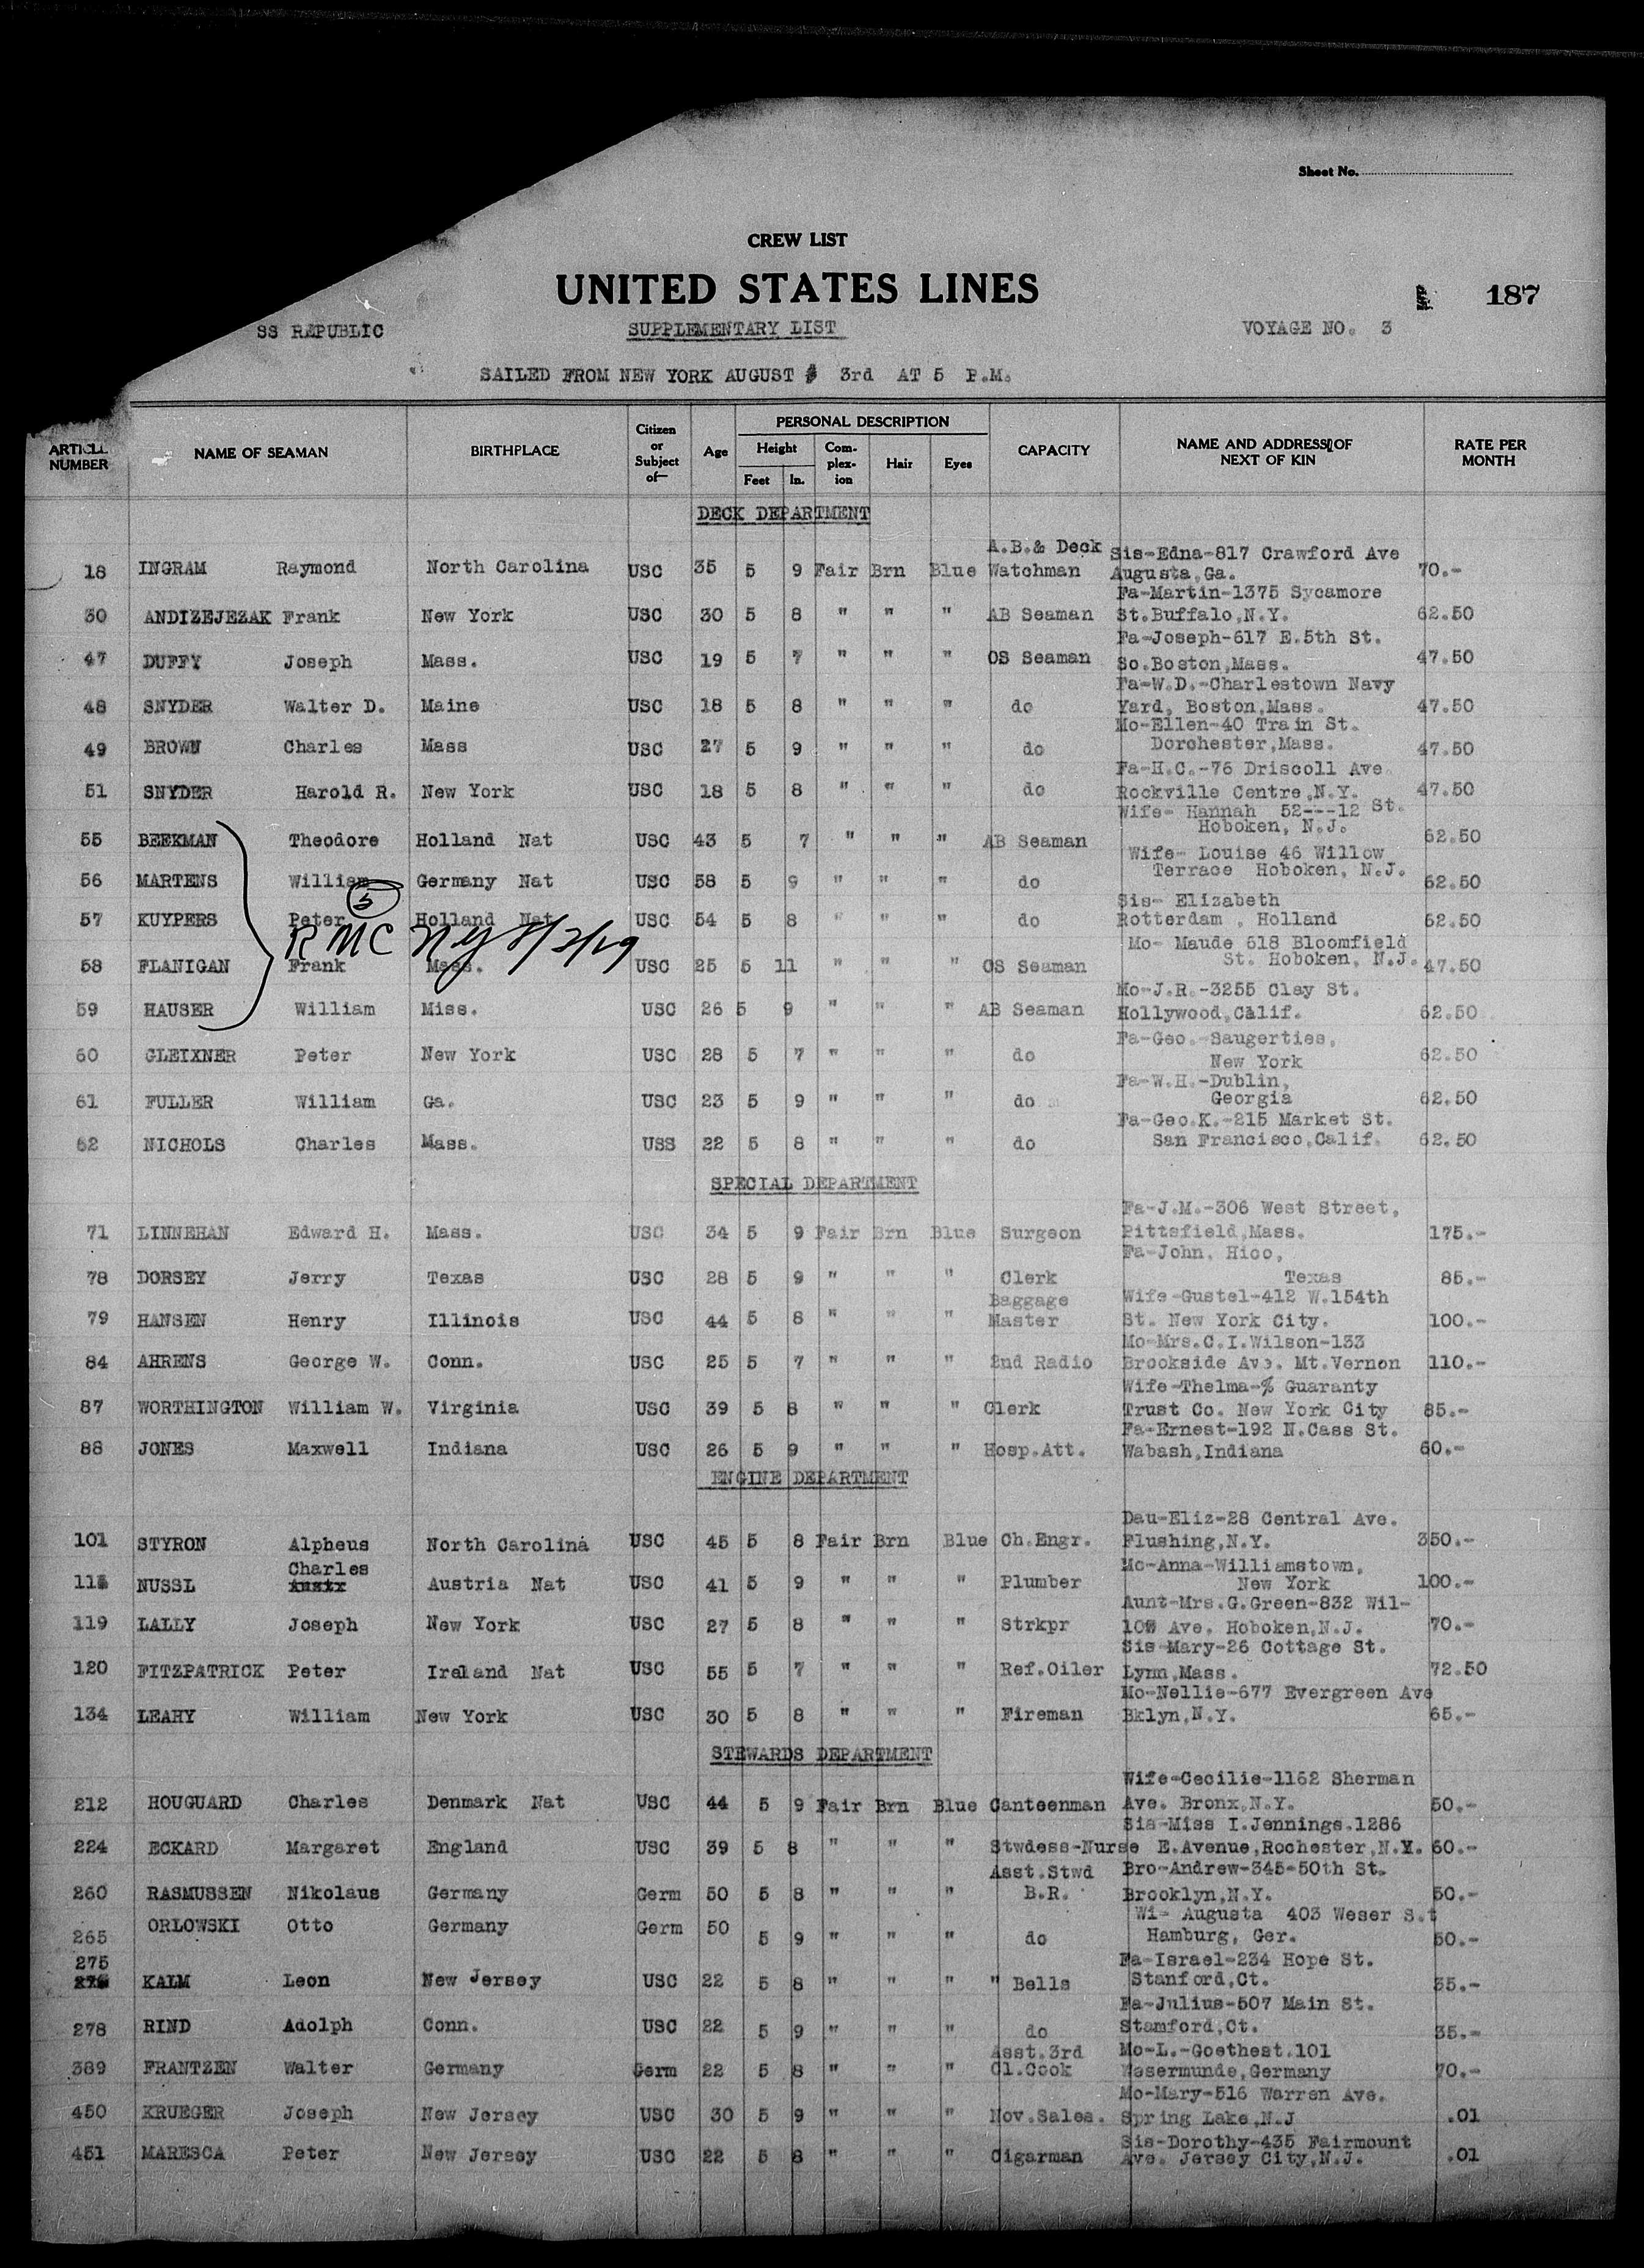 Sheet No.
CREW LIST
UNITED STATES LINES
187
SS REPUBLIC SUPPLEMENTARY LIST VOYAGE NO. 3
SAILED FROM NEW YORK AUGUST 3rd AT 5 P.M.
ARTICLE NUMBER NAME OF SEAMAN BIRTHPLACE Citizen or Subject of— Age PERSONAL DESCRIPTION Height Feet In. Com-plex-ion Hair Eyes CAPACITY NAME AND ADDRESS OF NEXT OF KIN RATE PER MONTH
DECK DEPARTMENT
A.B.& Deck Sis-Edna-817 Crawford Ave
18 INGRAM Raymond North Carolina USC 35 5 9 Fair Brn Blue Watchman Augusta,Ga. 70.-
Fa-Martin-1375 Sycamore
30 ANDIZEJEZAK Frank New York USC 30 5 8 " " " AB Seaman St.Buffalo,N.Y. 62.50
Fa-Joseph-617 E.5th St.
47 DUFFY Joseph Mass. USC 19 5 7 " " " OS Seaman So.Boston,Mass. 47.50
Fa-W.D.-Charlestown Navy
48 SNYDER Walter D. Maine USC 18 5 8 " " " do Yard, Boston,Mass. 47.50
Mo-Ellen-40 Train St.
49 BROWN Charles Mass USC 27 5 9 " " " do Dorchester,Mass. 47.50
Fa-H.C.-76 Driscoll Ave.
51 SNYDER Harold R. New York USC 18 5 8 " " " do Rockville Centre,N.Y. 47.50
Wife- Hannah 52---12 St.
55 BEEKMAN Theodore Holland Nat USC 43 5 7 " " " AB Seaman Hoboken, N.J. 62.50
Wife- Louise 46 Willow
56 MARTENS William Germany Nat USC 58 5 9 " " " do Terrace Hoboken, N.J. 62.50
5
Sis- Elizabeth
57 KUYPERS Peter Holland Nat USC 54 5 8 " " " do Rotterdam , Holland 62.50
RMC NY 8/2/29
Mo- Maude 618 Bloomfield
58 FLANIGAN Frank Mass. USC 25 5 11 " " " OS Seaman St. Hoboken, N.J. 47.50
Mo-J.R.-3255 Clay St.
59 HAUSER William Miss. USC 26 5 9 " " " AB Seaman Hollywood,Calif. 62.50
Fa-Geo.-Saugerties,
60 GLEIXNER Peter New York USC 28 5 7 " " " do New York 62.50
Fa-W.H.-Dublin,
61 FULLER William Ga. USC 23 5 9 " " " do Georgia 62.50
Fa-Geo.K.-215 Market St.
62 NICHOLS Charles Mass. USS 22 5 8 " " " do San Francisco,Calif. 62.50
SPECIAL DEPARTMENT
Fa-J.M.-306 West Street,
71 LINNEHAN Edward H. Mass. USC 34 5 9 Fair Brn Blue Surgeon Pittsfield,Mass. 175.-
Fa-John, Hico,
78 DORSEY Jerry Texas USC 28 5 9 " " " Clerk Texas 85.-
Baggage Wife-Gustel-412 W.154th
79 HANSEN Henry Illinois USC 44 5 8 " " " Master St. New York City. 100.-
Mo-Mrs.C.I.Wilson-133
84 AHRENS George W. Conn. USC 25 5 7 " " " 2nd Radio Brookside Ave. Mt.Vernon 110.-
Wife-Thelma-% Guaranty
87 WORTHINGTON William W. Virginia USC 39 5 8 " " " Clerk Trust Co. New York City 85.-
Fa-Ernest-192 N.Cass St.
88 JONES Maxwell Indiana USC 26 5 9 " " " Hosp.Att. Wabash,Indiana 60.-
ENGINE DEPARTMENT
Dau-Eliz-28 Central Ave.
101 STYRON Alpheus North Carolina USC 45 5 8 Fair Brn Blue Ch.Engr. Flushing,N.Y. 350.-
Charles Mo-Anna-Williamstown,
NUSSL Austria Nat USC 41 5 9 " " " Plumber New York 100.-
Aunt-Mrs.G.Green-832 Wil-
119 LALLY Joseph New York USC 27 5 8 " " " Strkpr Ave. Hoboken,N.J. 70.-
Sis-Mary-26 Cottage St.
120 FITZPATRICK Peter Ireland Nat USC 55 5 7 " " " Ref.Oiler Lynn,Mass. 72.50
Mo-Nellie-677 Evergreen Ave
134 LEAHY William New York USC 30 5 8 " " " Fireman Bklyn,N.Y. 65.-
STEWARDS DEPARTMENT
Wife-Cecilie-1162 Sherman
212 HOUGUARD Charles Denmark Nat USC 44 5 9 Fair Brn Blue Canteenman Ave. Bronx,N.Y. 50.-
Sis-Miss I.Jennings.1286
224 ECKARD Margaret England USC 39 5 8 " " " Stwdess-Nurse E.Avenue,Rochester,N.Y. 60.-
Asst.Stwd Bro-Andrew-345-50th St.
260 RASMUSSEN Nikolaus Germany Germ 50 5 8 " " " B.R. Brooklyn,N.Y. 50.-
Wi- Augusta 403 Weser S.t
265 ORLOWSKI Otto Germany Germ 50 5 9 " " " do Hamburg, Ger. 50.-
275 Fa-Israel-234 Hope St.
KALM Leon New Jersey USC 22 5 8 " " " " Bells Stanford,Ct. 35.-
Fa-Julius-507 Main St.
278 RIND Adolph Conn. USC 22 5 9 " " " do Stamford,Ct. 35.-
Asst.3rd Mo-L.-Goethest.101
389 FRANTZEN Walter Germany Germ 22 5 8 " " " Cl.Cook Wesermunde,Germany 70.-
Mo-Mary-516 Warren Ave.
450 KRUEGER Joseph New Jersey USC 30 5 9 " " " Nov.Sales. Spring Lake,N.J .01
Sis-Dorothy-435 Fairmount
451 MARESCA Peter New Jersey USC 22 5 8 " " " Cigarman Ave. Jersey City,N.J. .01